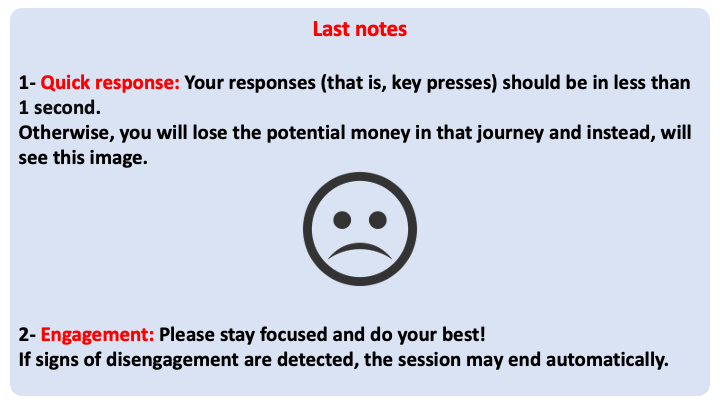 Last notes
1- Quick response: Your responses (that is, key presses) should be in less than
1 second.
Otherwise, you will lose the potential money in that journey and instead, will
see this image.
2- Engagement: Please stay focused and do your best!
If signs of disengagement are detected, the session may end automatically.